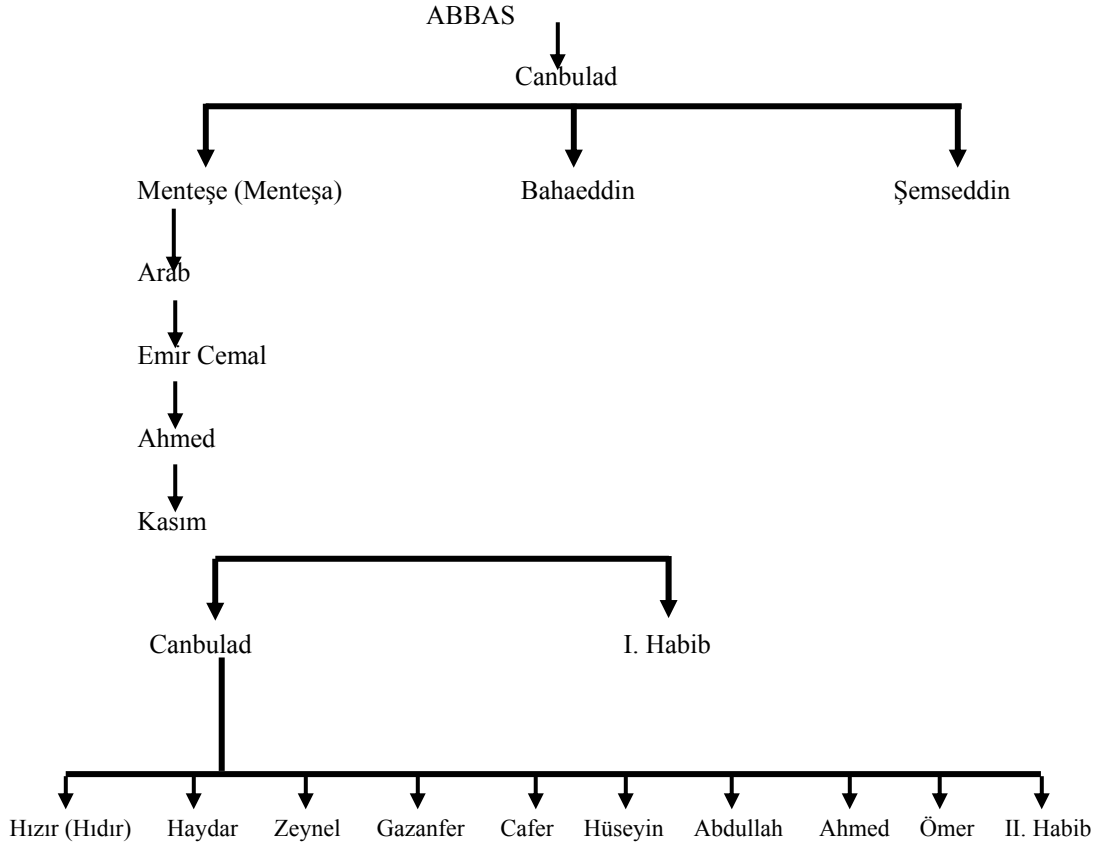 ABBAS
Canbulad
Menteşe (Menteşa) Bahaeddin Şemseddin
Arab
Emir Cemal
Ahmed
Kasım
Canbulad I. Habib
Hızır (Hıdır) Haydar Zeynel Gazanfer Cafer Hüseyin Abdullah Ahmed Ömer II. Habib